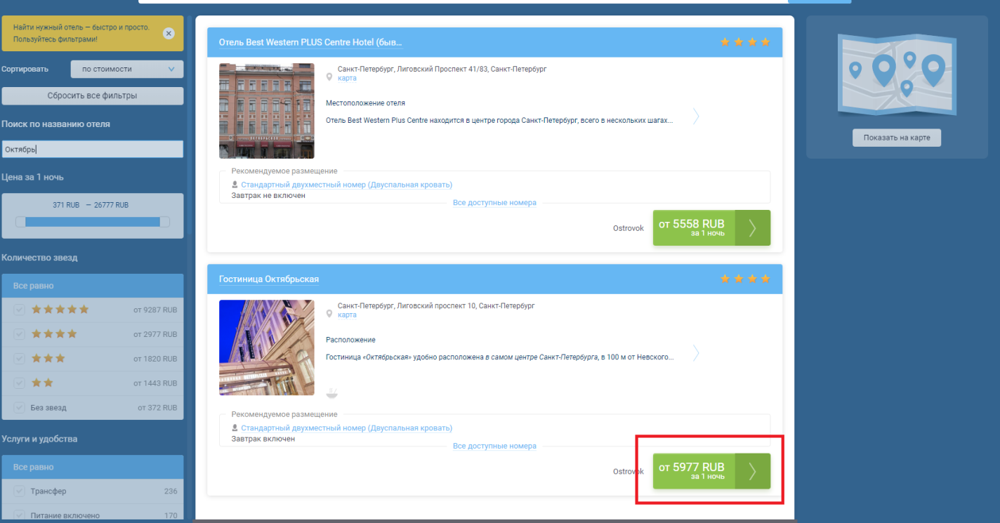 Найти нужный отель — быстро и просто.
Пользуйтесь фильтрами!
Сортировать
по стоимости
Сбросить все фильтры
Поиск по названию отеля
Октябрь
Цена за 1 ночь
371 RUB — 26777 RUB
Количество звезд
Все равно
от 9287 RUB
от 2977 RUB
от 1820 RUB
от 1443 RUB
Без звезд от 372 RUB
Услуги и удобства
Все равно
Трансфер 236
Питание включено 170
Отель Best Western PLUS Centre Hotel (быв...
Санкт-Петербург, Лиговский Проспект 41/83, Санкт-Петербург
карта
Местоположение отеля
Отель Best Western Plus Centre находится в центре города Санкт-Петербург, всего в нескольких шагах...
Рекомендуемое размещение
Стандартный двухместный номер (Двуспальная кровать)
Завтрак не включен
Все доступные номера
Ostrovok
от 5558 RUB
за 1 ночь
Гостиница Октябрьская
Санкт-Петербург, Лиговский проспект 10, Санкт-Петербург
карта
Расположение
Гостиница «Октябрьская» удобно расположена в самом центре Санкт-Петербурга, в 100 м от Невского...
Рекомендуемое размещение
Стандартный двухместный номер (Двуспальная кровать)
Завтрак включен
Все доступные номера
Ostrovok
от 5977 RUB
за 1 ночь
Показать на карте